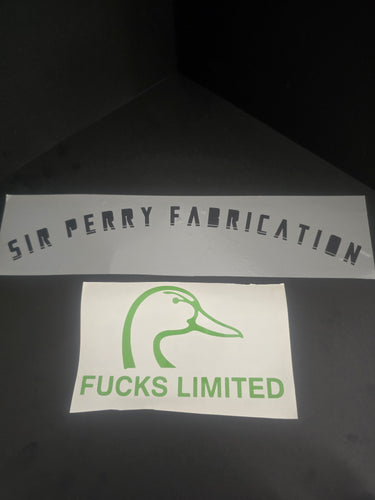 SIR PERRY FABRICATION
FUCKS LIMITED